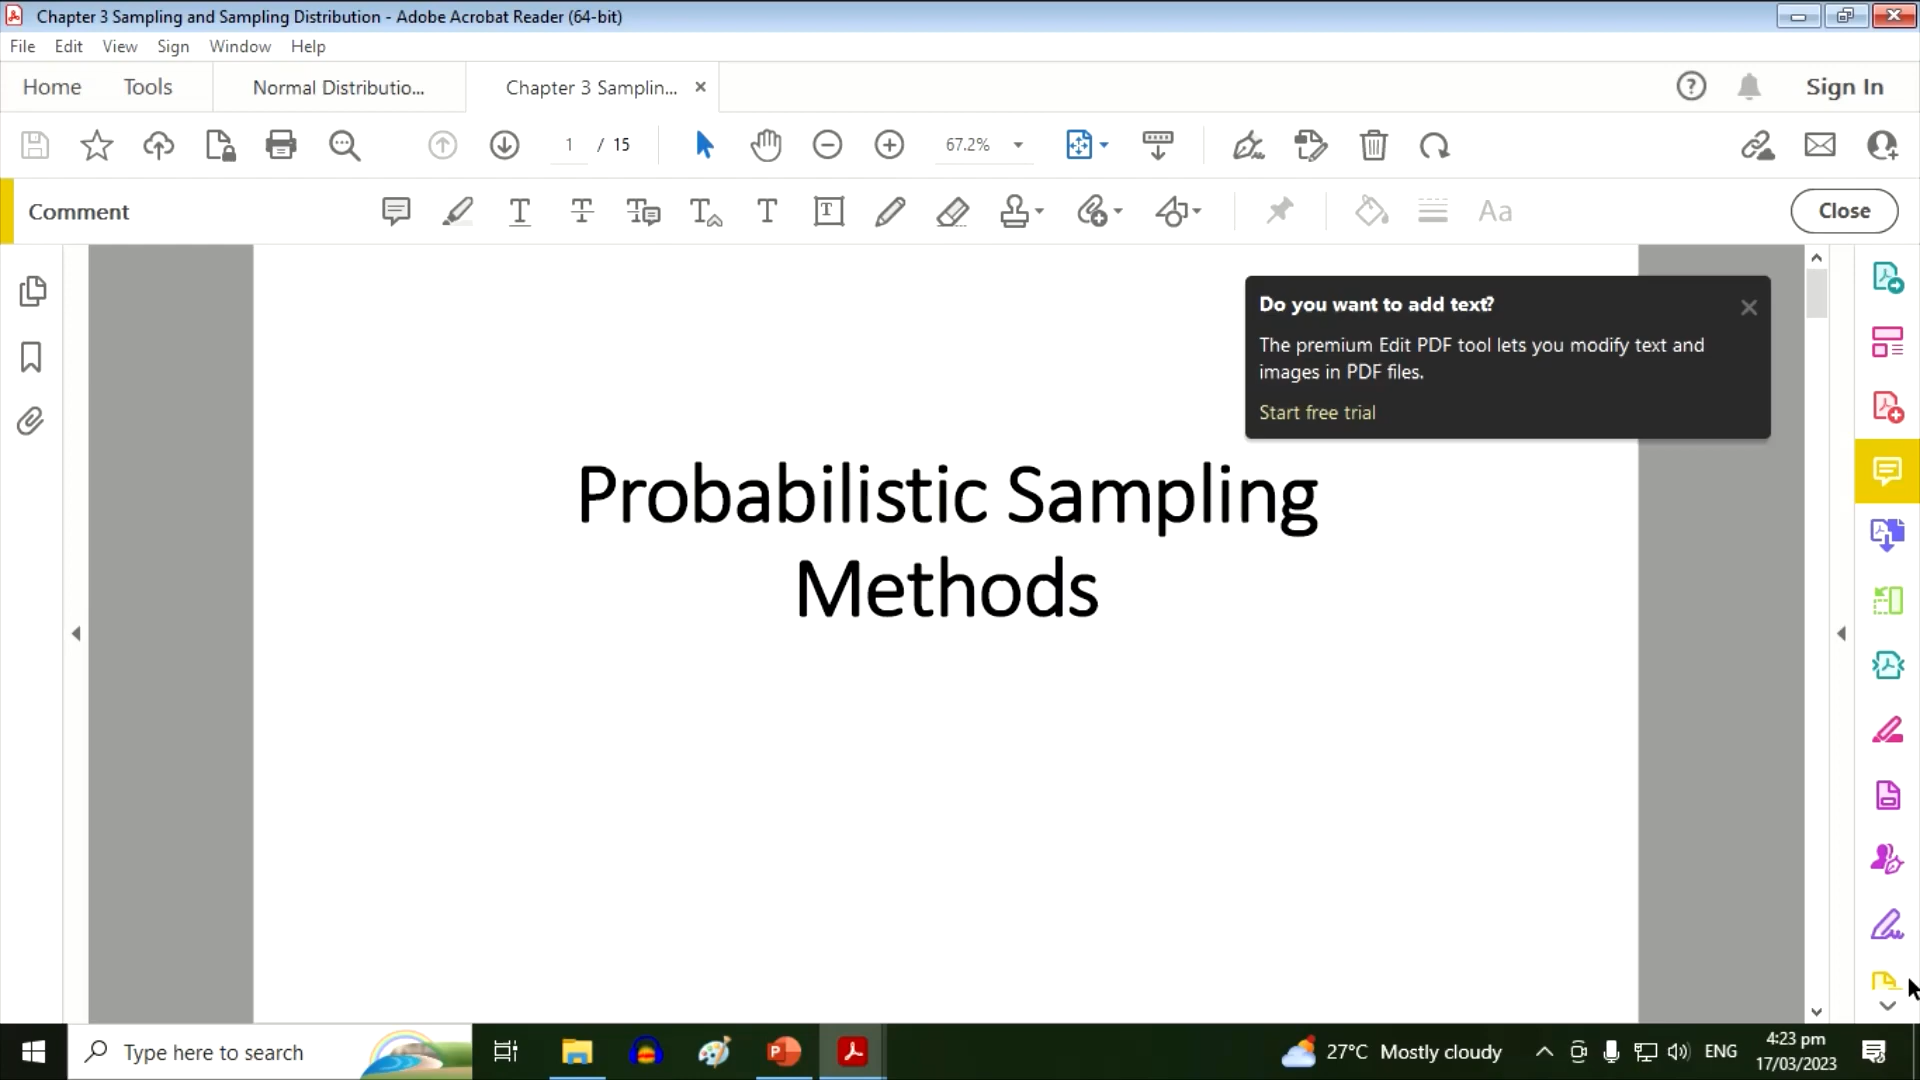 Chapter 3 Sampling and Sampling Distribution - Adobe Acrobat Reader (64-bit)
File Edit View Sign Window Help
Home Tools Normal Distributio... Chapter 3 Samplin... Sign In
1 / 15 67.2%
Comment Close
Do you want to add text?
The premium Edit PDF tool lets you modify text and
images in PDF files.
Start free trial
Probabilistic Sampling
Methods
Type here to search
27°C Mostly cloudy ENG
4:23 pm
17/03/2023